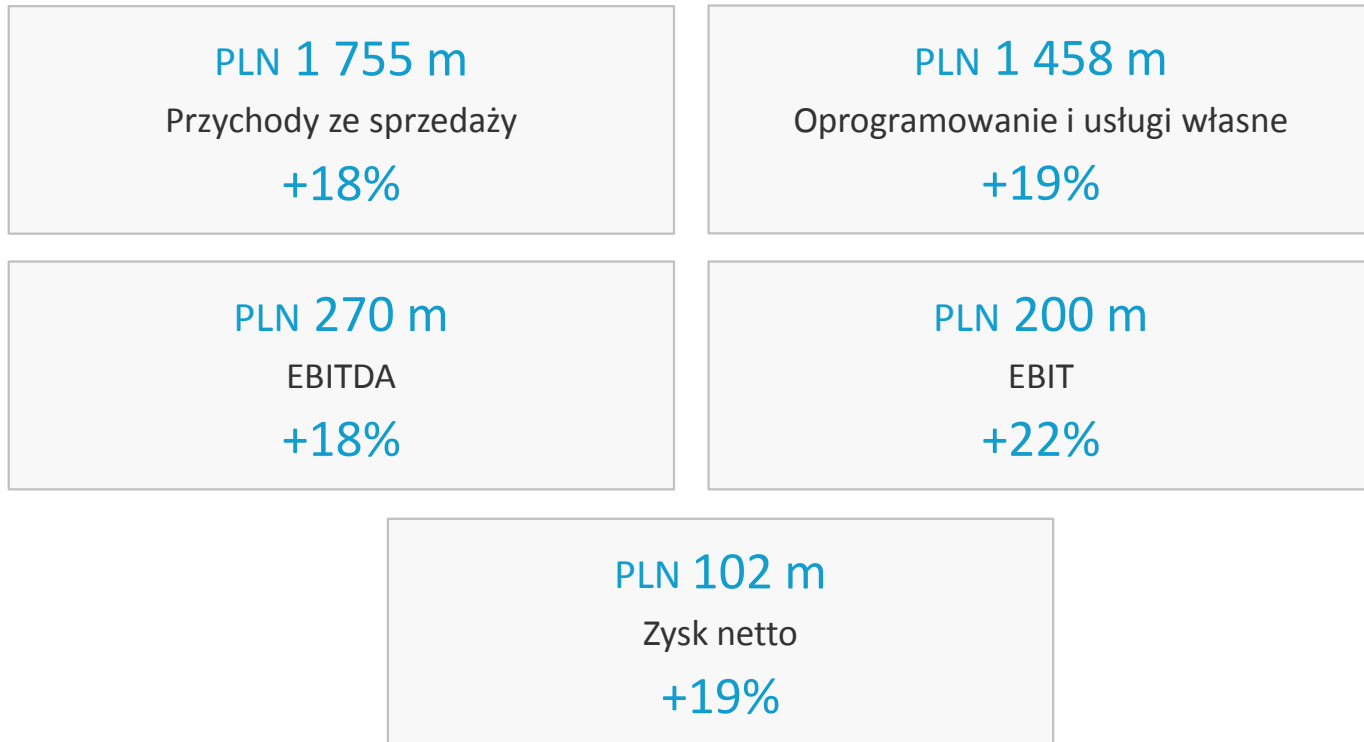 PLN 1 755 m
Przychody ze sprzedaży
+18%
PLN 1 458 m
Oprogramowanie i usługi własne
+19%
PLN 270 m
EBITDA
+18%
PLN 200 m
EBIT
+22%
PLN 102 m
Zysk netto
+19%